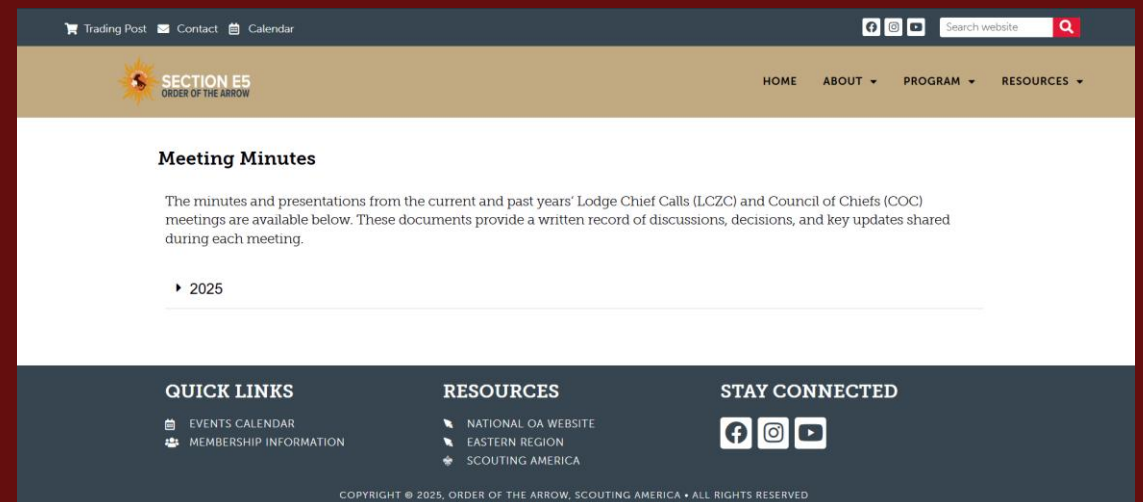 Trading Post Contact Calendar Search website
SECTION E5
ORDER OF THE ARROW
HOME ABOUT PROGRAM RESOURCES
Meeting Minutes
The minutes and presentations from the current and past years' Lodge Chief Calls (LCZC) and Council of Chiefs (COC)
meetings are available below. These documents provide a written record of discussions, decisions, and key updates shared
during each meeting.
2025
QUICK LINKS
EVENTS CALENDAR
MEMBERSHIP INFORMATION
RESOURCES
NATIONAL OA WEBSITE
EASTERN REGION
SCOUTING AMERICA
STAY CONNECTED
COPYRIGHT © 2025, ORDER OF THE ARROW, SCOUTING AMERICA • ALL RIGHTS RESERVED